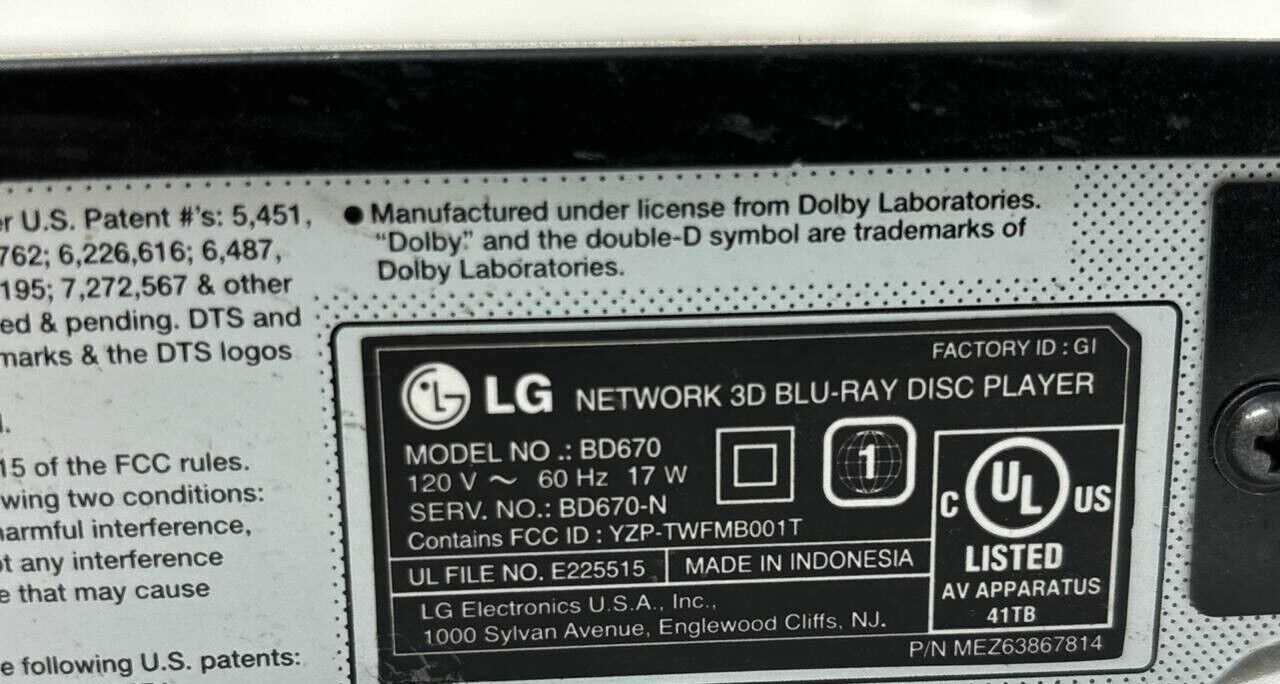 er U.S. Patent #'s: 5,451,
762; 6,226,616; 6,487,
195; 7,272,567 & other
ed & pending. DTS and
marks & the DTS logos
15 of the FCC rules.
wing two conditions:
harmful interference,
ot any interference
e that may cause
e following U.S. patents:
● Manufactured under license from Dolby Laboratories.
"Dolby" and the double-D symbol are trademarks of
Dolby Laboratories.
FACTORY ID : GI
LG NETWORK 3D BLU-RAY DISC PLAYER
MODEL NO .: BD670
120 V ～ 60 Hz 17 W
SERV. NO.: BD670-N
Contains FCC ID : YZP-TWFMB001T
1
UL FILE NO. E225515
MADE IN INDONESIA
LG Electronics U.S.A., Inc.,
1000 Sylvan Avenue, Englewood Cliffs, NJ.
C UL US
LISTED
AV APPARATUS
41TB
P/N MEZ63867814